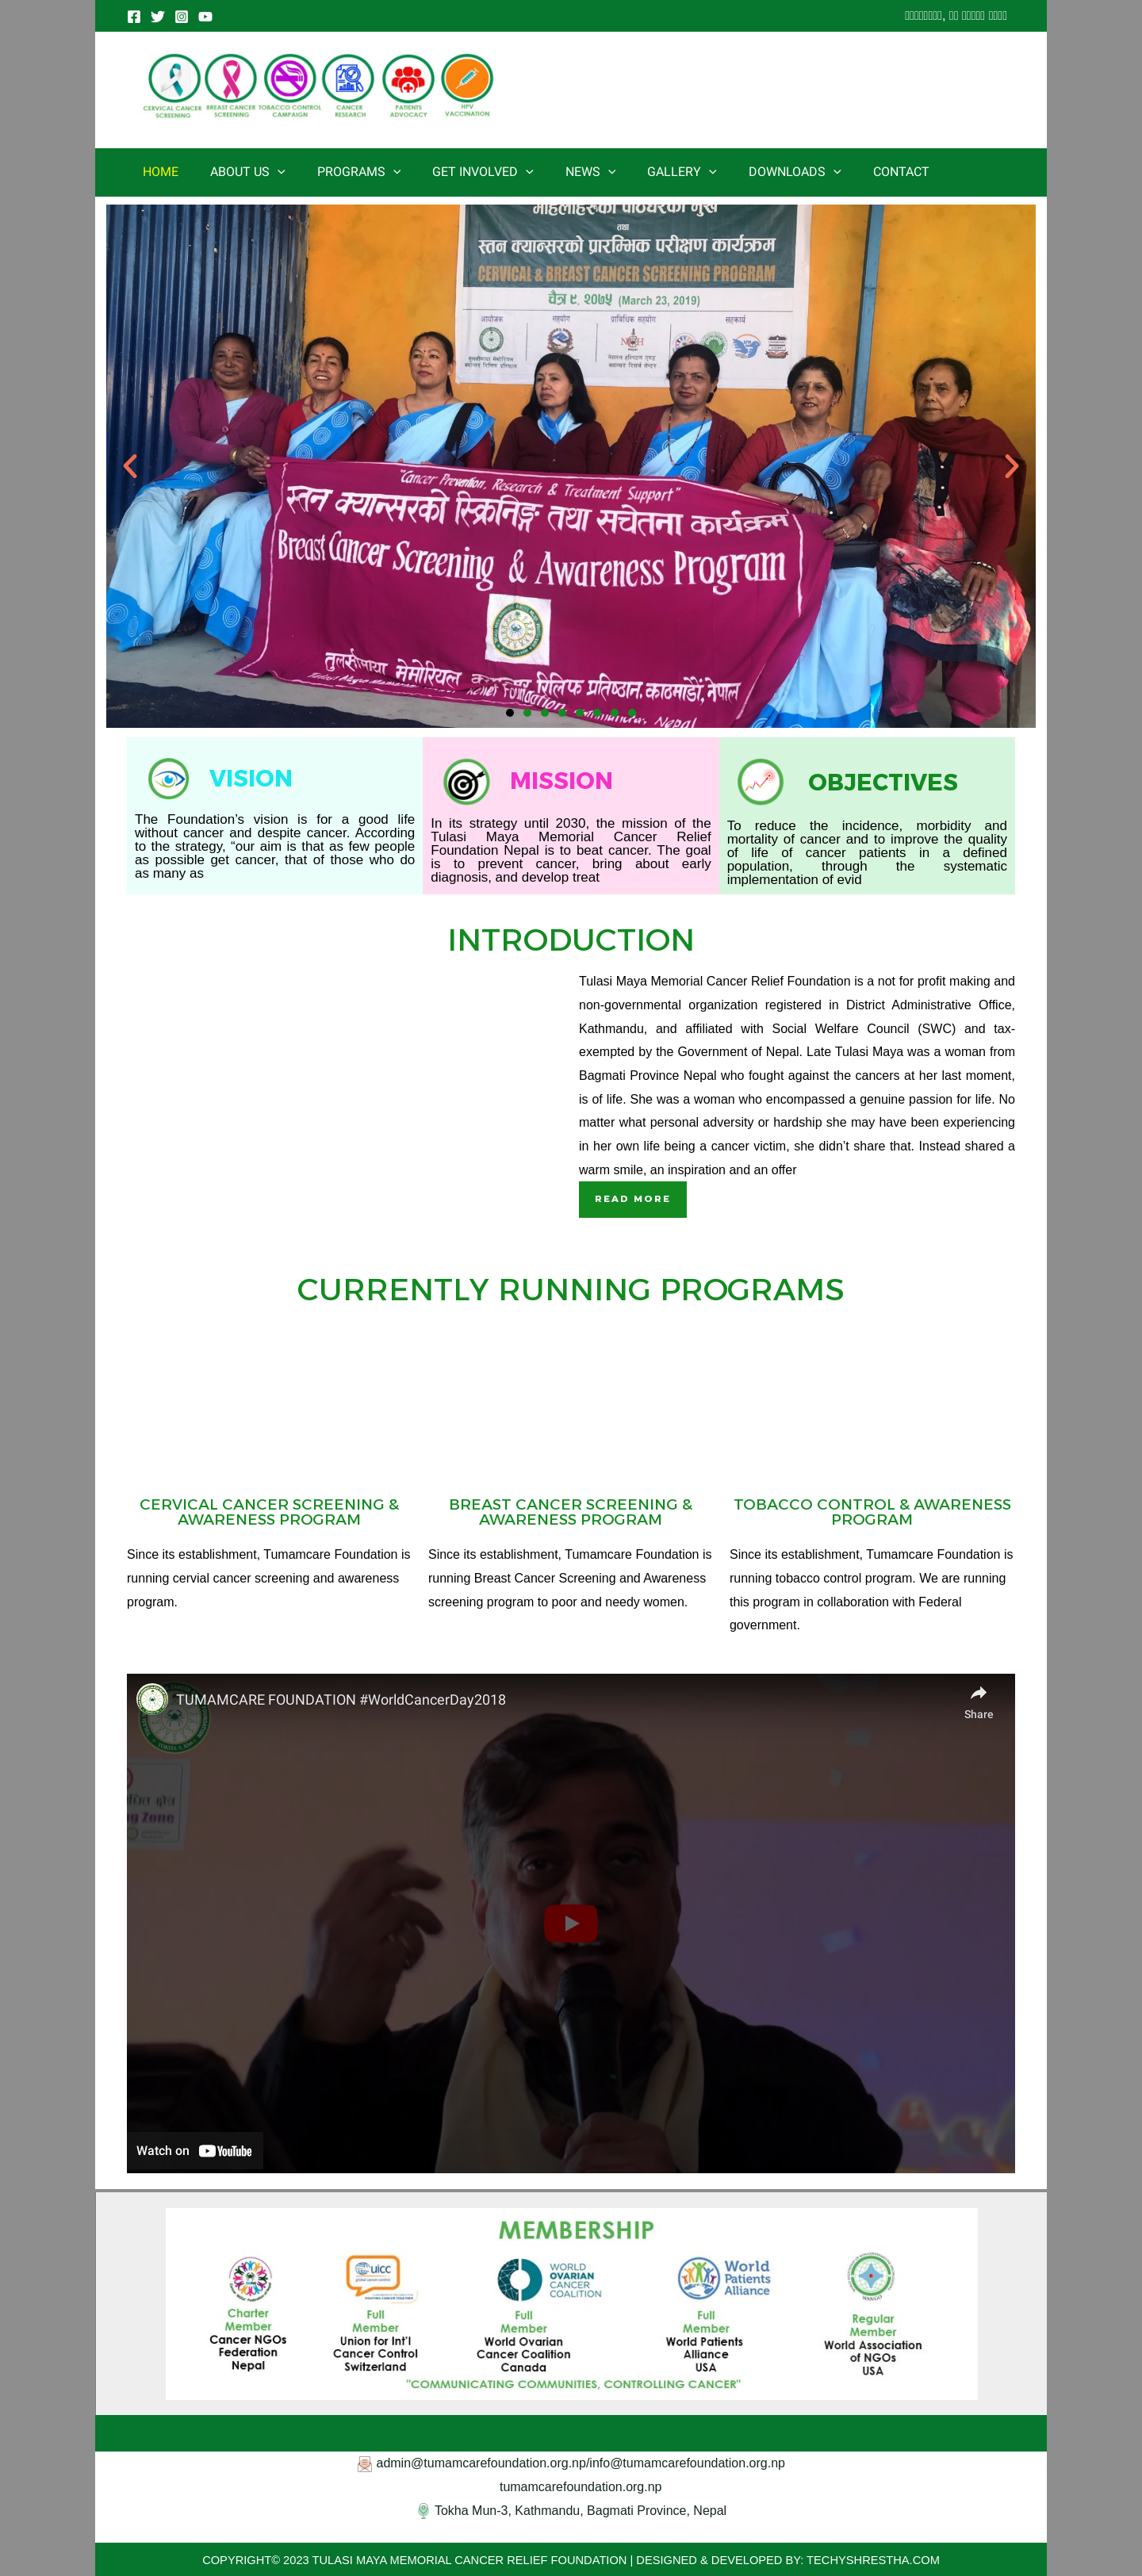 CERVICAL CANCER SCREENING
BREAST CANCER SCREENING
TOBACCO CONTROL CAMPAIGN
CANCER RESEARCH
PATIENTS ADVOCACY
HPV VACCINATION
HOME ABOUT US PROGRAMS GET INVOLVED NEWS GALLERY DOWNLOADS CONTACT
महिलाहरुको पाठेघरको मुख
तथा
स्तन क्यान्सरको प्रारम्भिक परीक्षण कार्यक्रम
CERVICAL & BREAST CANCER SCREENING PROGRAM
चैत्र ९, २०७५ (March 23, 2019)
आयोजक सहयोग प्राविधिक सहयोग सहकार्य
"Cancer Prevention, Research & Treatment Support"
स्तन क्यान्सरको स्क्रिनिङ्ग तथा सचेतना कार्यक्रम
Breast Cancer Screening & Awareness Program
तुलसीमाया मेमोरियल क्यान्सर रिलिफ प्रतिष्ठान, काठमाडौं, नेपाल
VISION
The Foundation’s vision is for a good life
without cancer and despite cancer. According
to the strategy, “our aim is that as few people
as possible get cancer, that of those who do
as many as
MISSION
In its strategy until 2030, the mission of the
Tulasi Maya Memorial Cancer Relief
Foundation Nepal is to beat cancer. The goal
is to prevent cancer, bring about early
diagnosis, and develop treat
OBJECTIVES
To reduce the incidence, morbidity and
mortality of cancer and to improve the quality
of life of cancer patients in a defined
population, through the systematic
implementation of evid
INTRODUCTION
Tulasi Maya Memorial Cancer Relief Foundation is a not for profit making and
non-governmental organization registered in District Administrative Office,
Kathmandu, and affiliated with Social Welfare Council (SWC) and tax-
exempted by the Government of Nepal. Late Tulasi Maya was a woman from
Bagmati Province Nepal who fought against the cancers at her last moment,
is of life. She was a woman who encompassed a genuine passion for life. No
matter what personal adversity or hardship she may have been experiencing
in her own life being a cancer victim, she didn’t share that. Instead shared a
warm smile, an inspiration and an offer
READ MORE
CURRENTLY RUNNING PROGRAMS
CERVICAL CANCER SCREENING &
AWARENESS PROGRAM
Since its establishment, Tumamcare Foundation is
running cervial cancer screening and awareness
program.
BREAST CANCER SCREENING &
AWARENESS PROGRAM
Since its establishment, Tumamcare Foundation is
running Breast Cancer Screening and Awareness
screening program to poor and needy women.
TOBACCO CONTROL & AWARENESS
PROGRAM
Since its establishment, Tumamcare Foundation is
running tobacco control program. We are running
this program in collaboration with Federal
government.
TUMAMCARE FOUNDATION #WorldCancerDay2018
Share
Watch on YouTube
MEMBERSHIP
Charter
Member
Cancer NGOs
Federation
Nepal
UICC
Full
Member
Union for Int'l
Cancer Control
Switzerland
WORLD
OVARIAN
CANCER
COALITION
Full
Member
World Ovarian
Cancer Coalition
Canada
World
Patients
Alliance
Full
Member
World Patients
Alliance
USA
Regular
Member
World Association
of NGOs
USA
"COMMUNICATING COMMUNITIES, CONTROLLING CANCER"
admin@tumamcarefoundation.org.np/info@tumamcarefoundation.org.np
tumamcarefoundation.org.np
Tokha Mun-3, Kathmandu, Bagmati Province, Nepal
COPYRIGHT© 2023 TULASI MAYA MEMORIAL CANCER RELIEF FOUNDATION | DESIGNED & DEVELOPED BY: TECHYSHRESTHA.COM